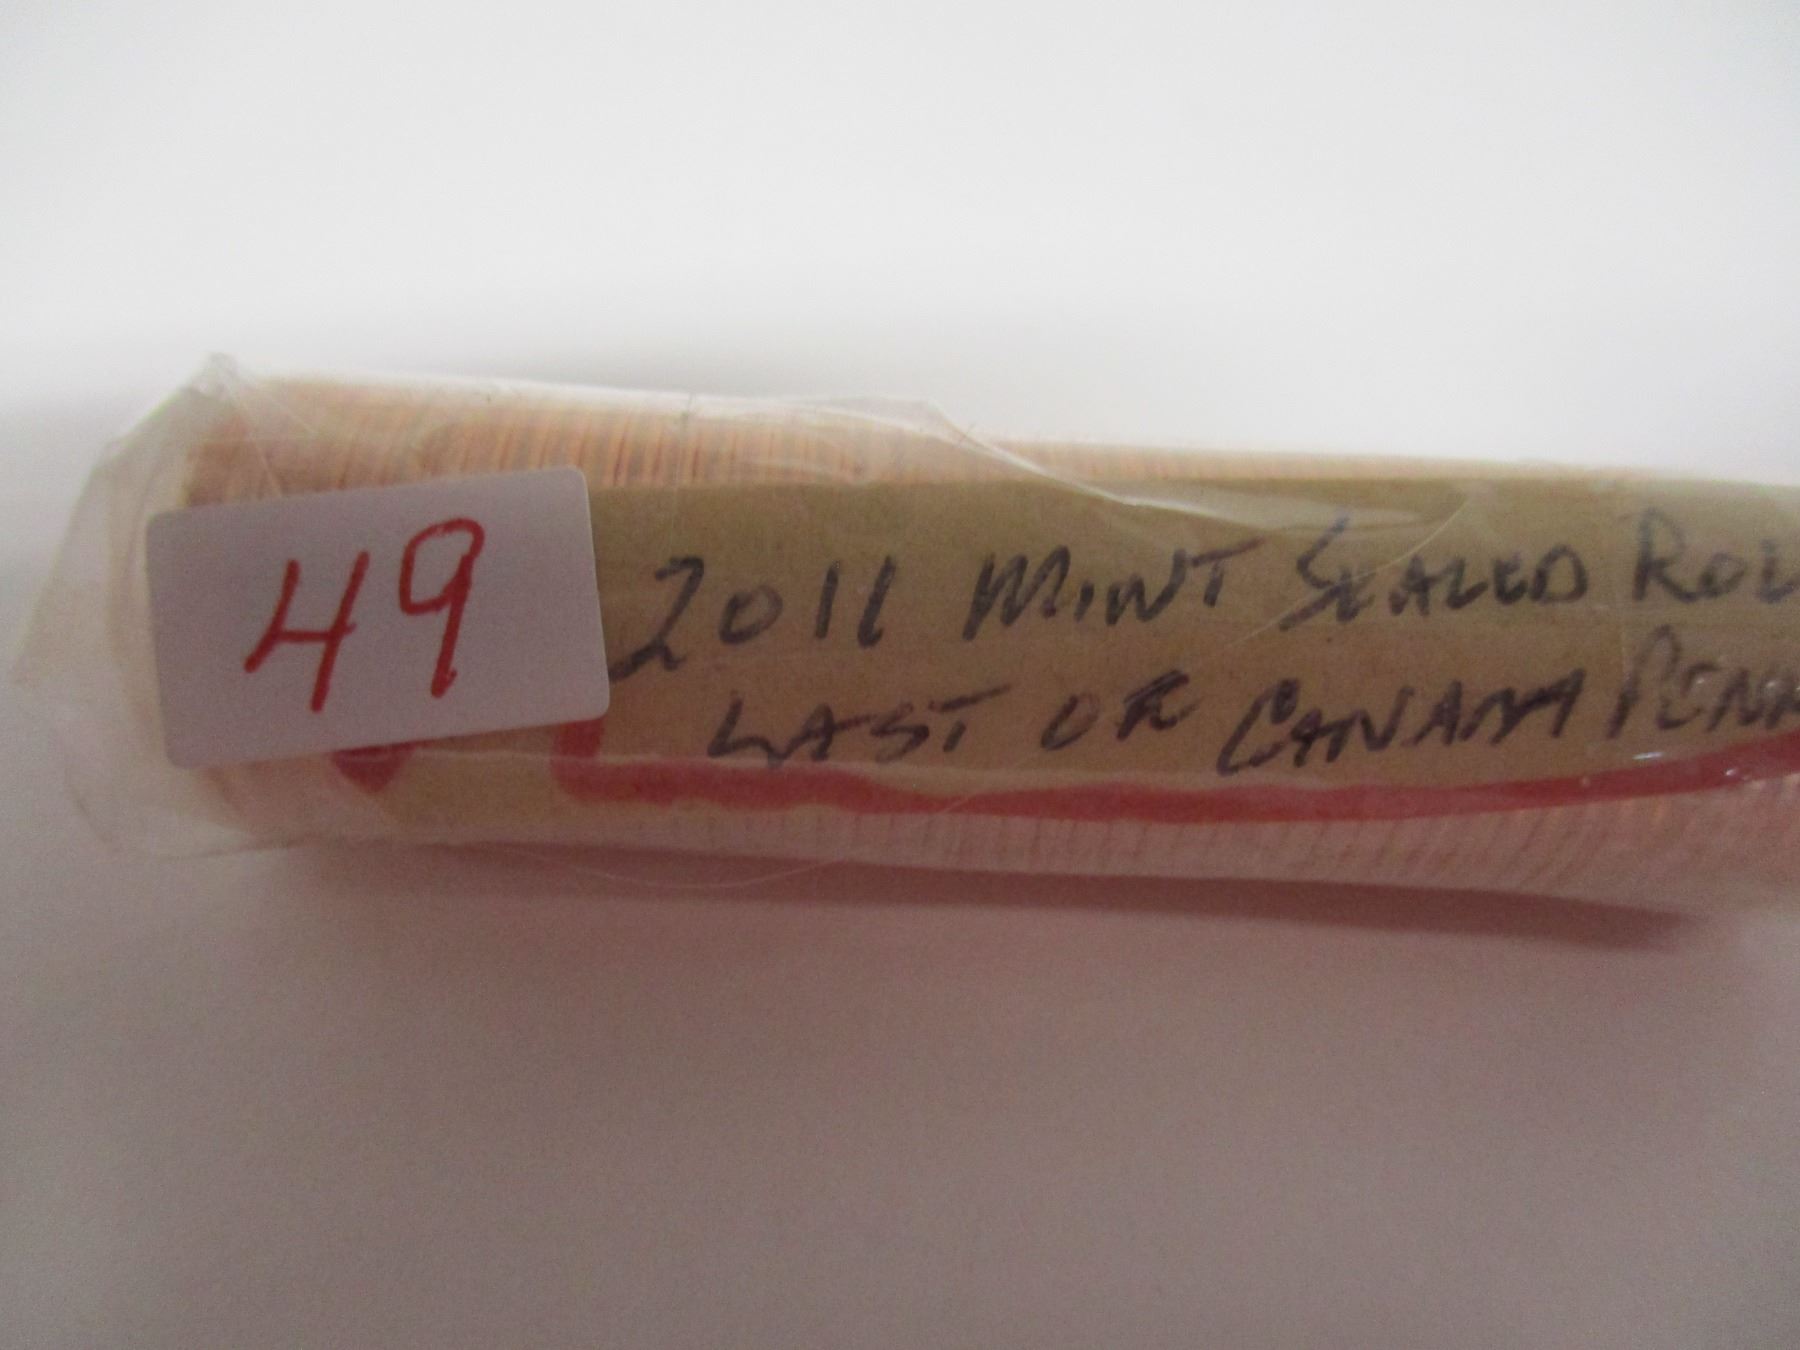 49
2011 MINT SEALED ROL
LAST OF CANADA PENN